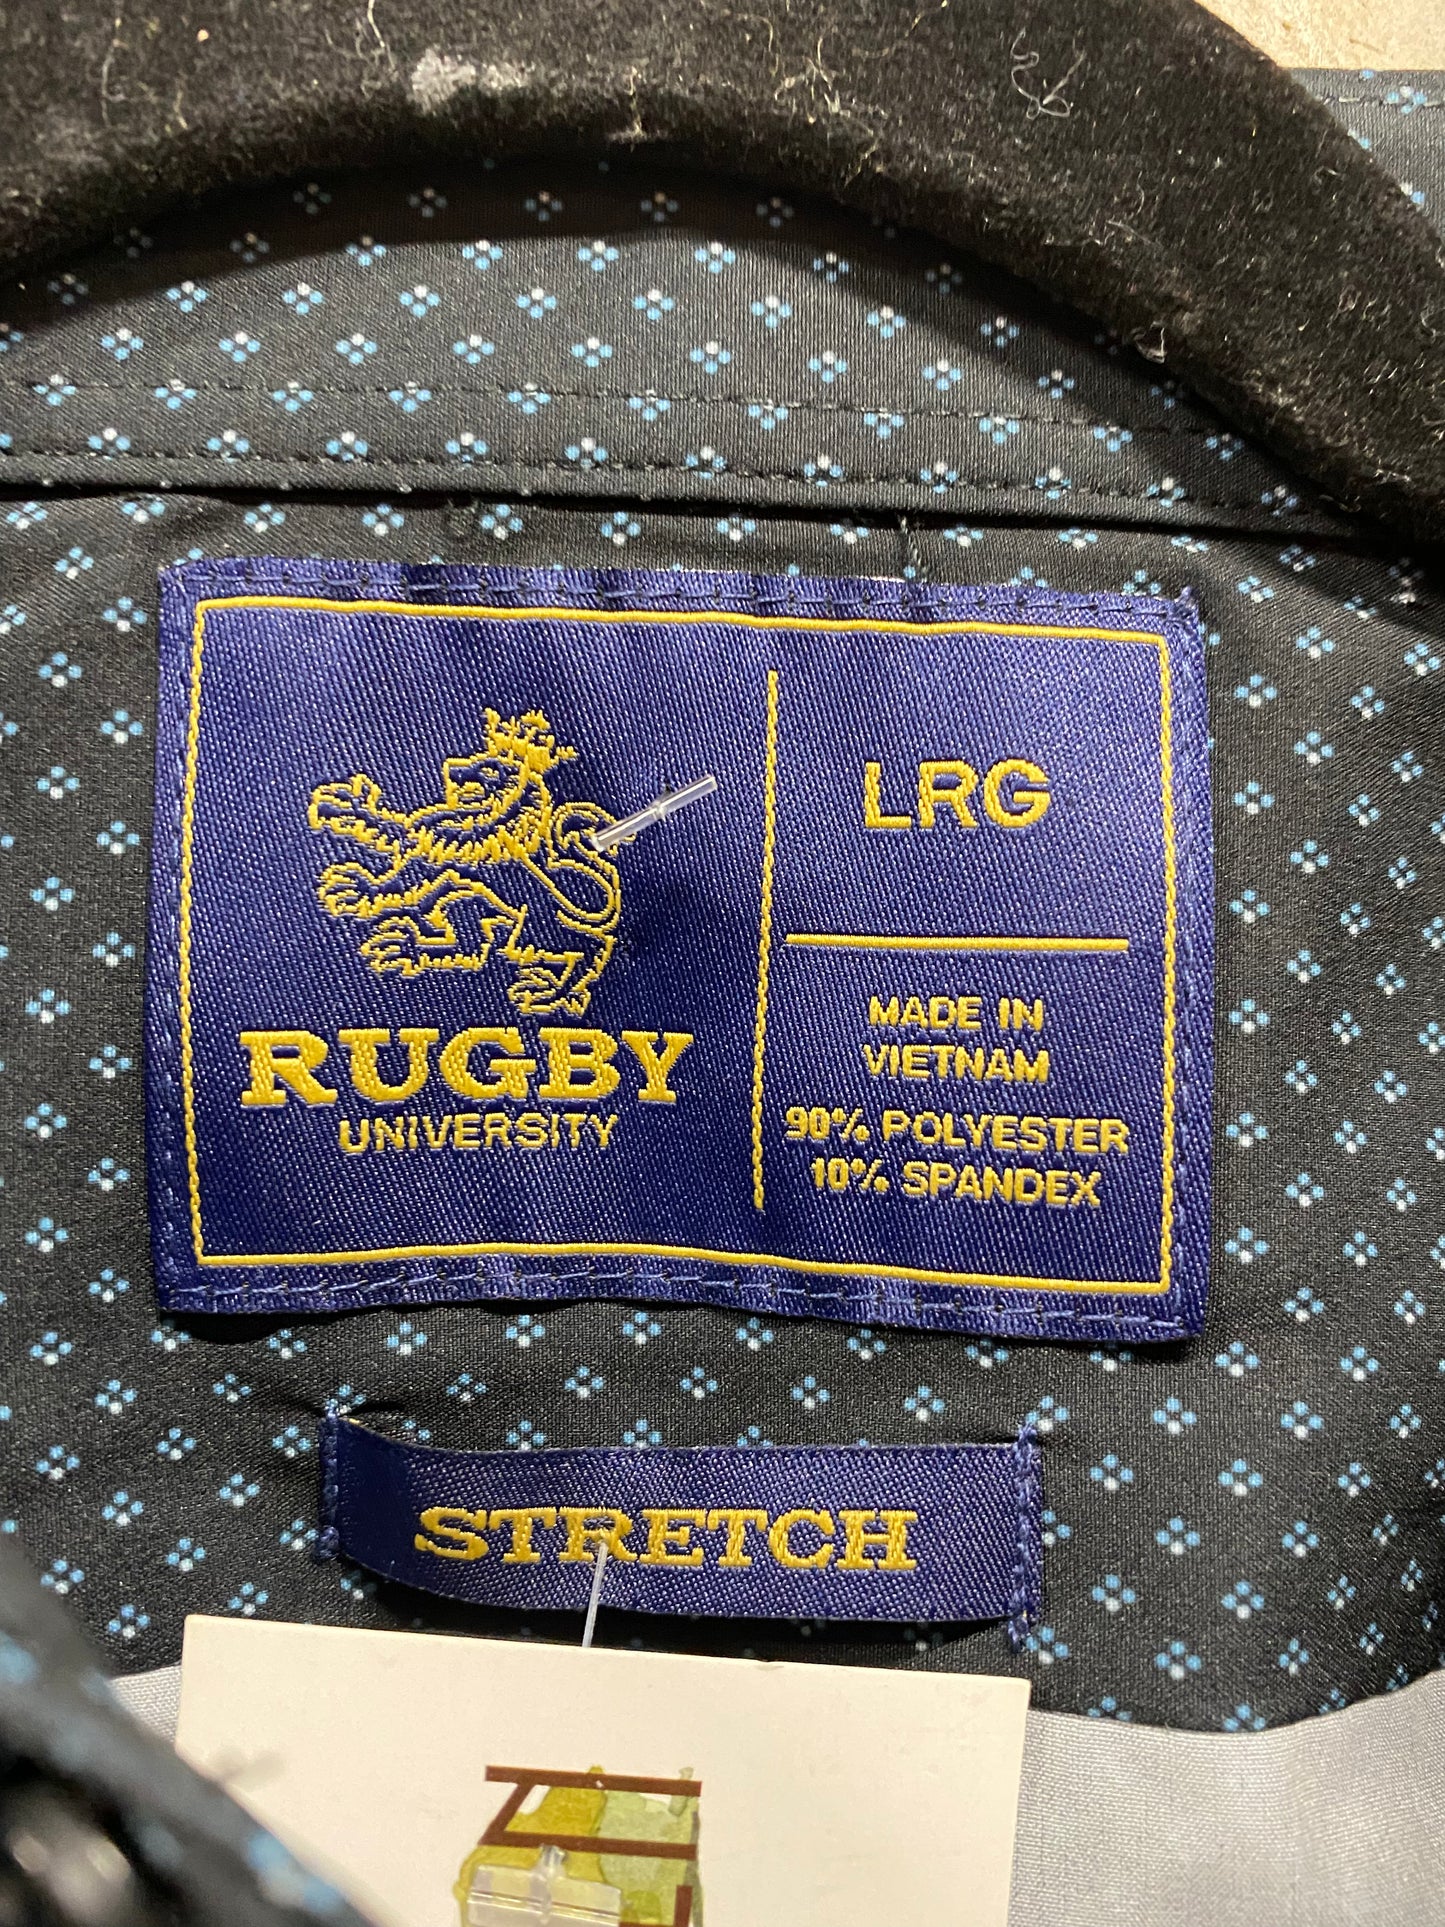 RUGBY
UNIVERSITY
LRG
MADE IN
VIETNAM
90% POLYESTER
10% SPANDEX
STRETCH